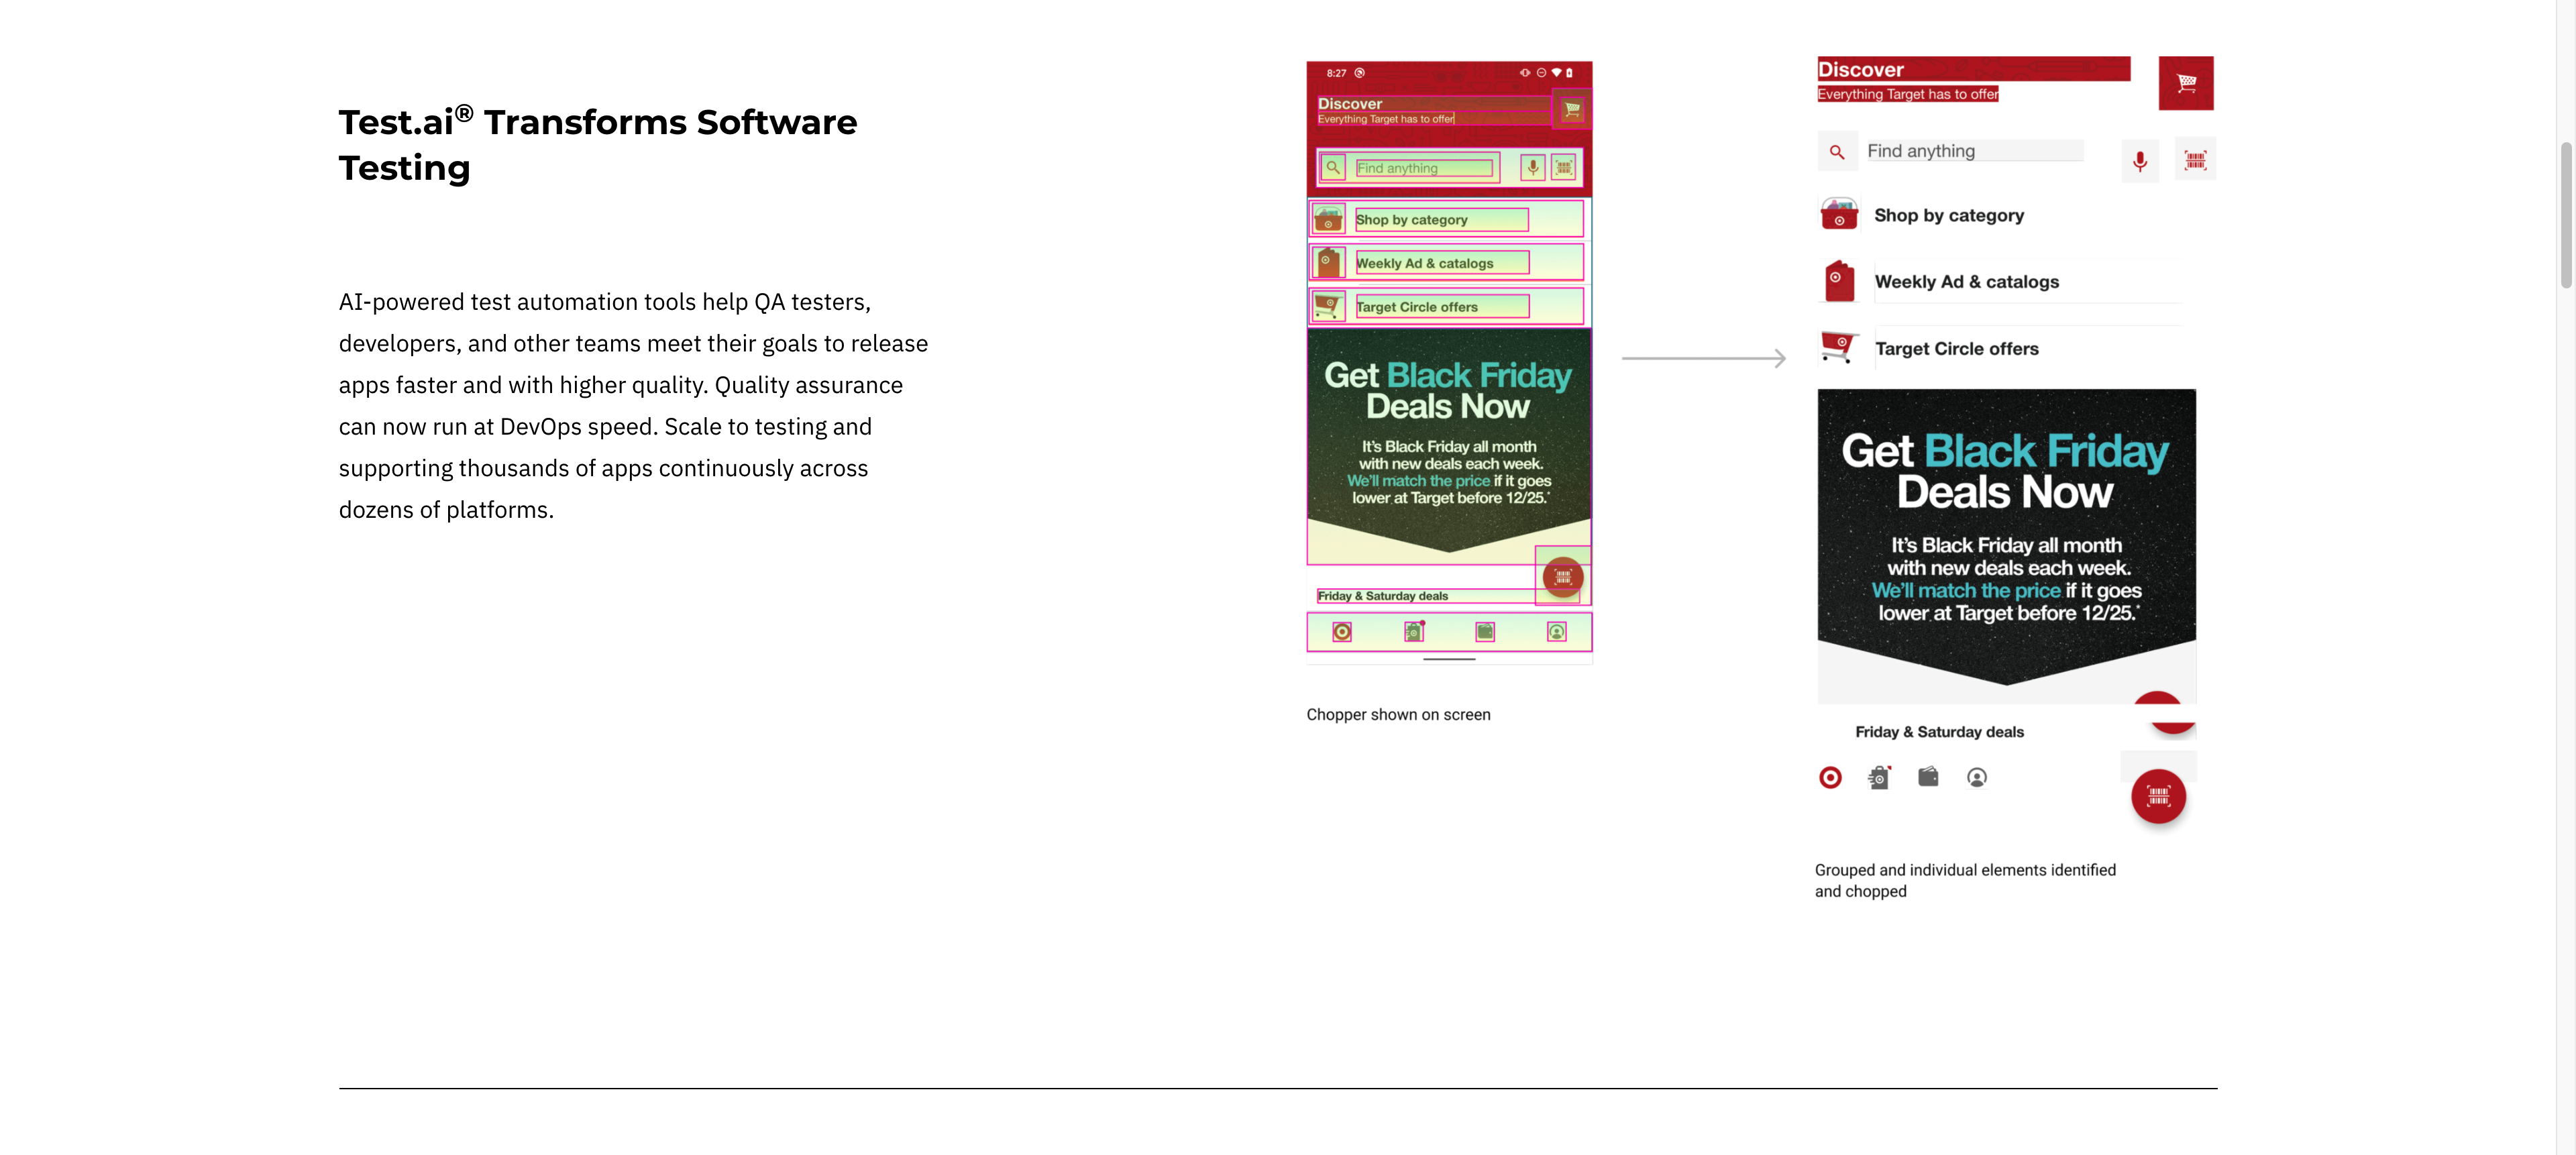 Test.ai® Transforms Software
Testing
AI-powered test automation tools help QA testers,
developers, and other teams meet their goals to release
apps faster and with higher quality. Quality assurance
can now run at DevOps speed. Scale to testing and
supporting thousands of apps continuously across
dozens of platforms.
8:27
Discover
Everything Target has to offer
Find anything
Shop by category
Weekly Ad & catalogs
Target Circle offers
Get Black Friday
Deals Now
It's Black Friday all month
with new deals each week.
We'll match the price if it goes
lower at Target before 12/25.*
Friday & Saturday deals
Chopper shown on screen
Discover
Everything Target has to offer
Find anything
Shop by category
Weekly Ad & catalogs
Target Circle offers
Get Black Friday
Deals Now
It's Black Friday all month
with new deals each week.
We'll match the price if it goes
lower at Target before 12/25.*
Friday & Saturday deals
Grouped and individual elements identified
and chopped